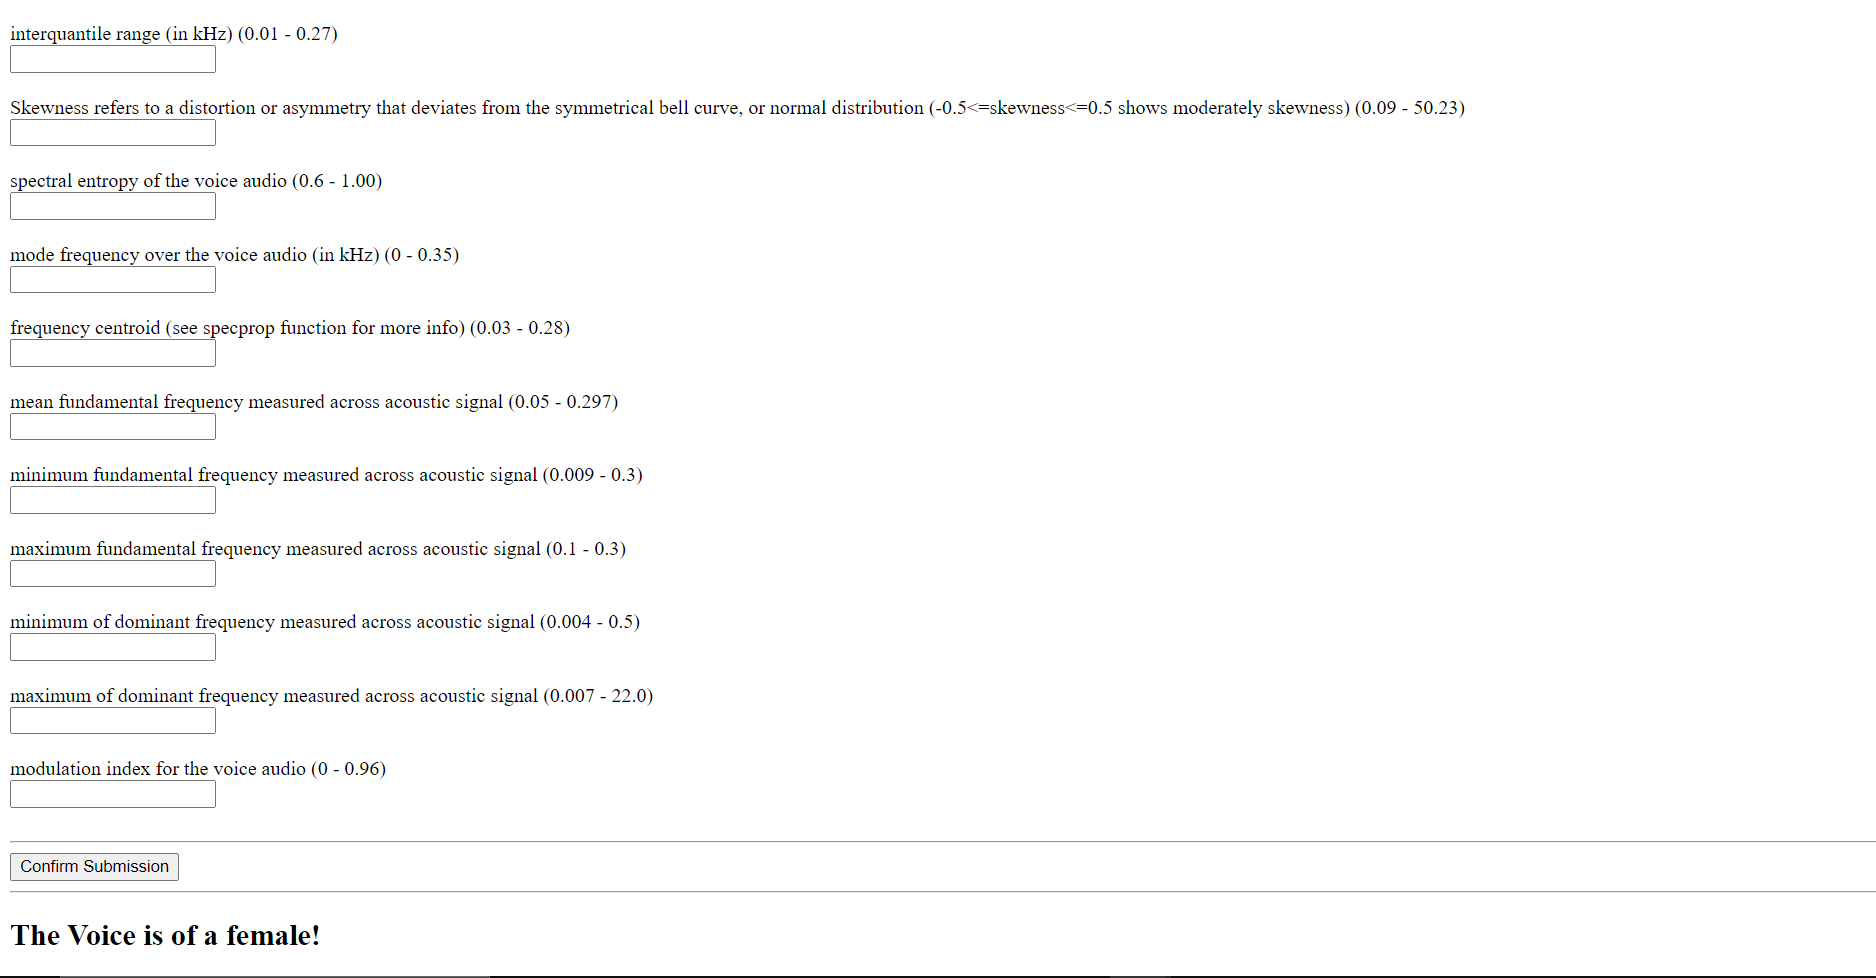 interquantile range (in kHz) (0.01 - 0.27)
Skewness refers to a distortion or asymmetry that deviates from the symmetrical bell curve, or normal distribution (-0.5<=skewness<=0.5 shows moderately skewness) (0.09 - 50.23)
spectral entropy of the voice audio (0.6 - 1.00)
mode frequency over the voice audio (in kHz) (0 - 0.35)
frequency centroid (see specprop function for more info) (0.03 - 0.28)
mean fundamental frequency measured across acoustic signal (0.05 - 0.297)
minimum fundamental frequency measured across acoustic signal (0.009 - 0.3)
maximum fundamental frequency measured across acoustic signal (0.1 - 0.3)
minimum of dominant frequency measured across acoustic signal (0.004 - 0.5)
maximum of dominant frequency measured across acoustic signal (0.007 - 22.0)
modulation index for the voice audio (0 - 0.96)
Confirm Submission
The Voice is of a female!